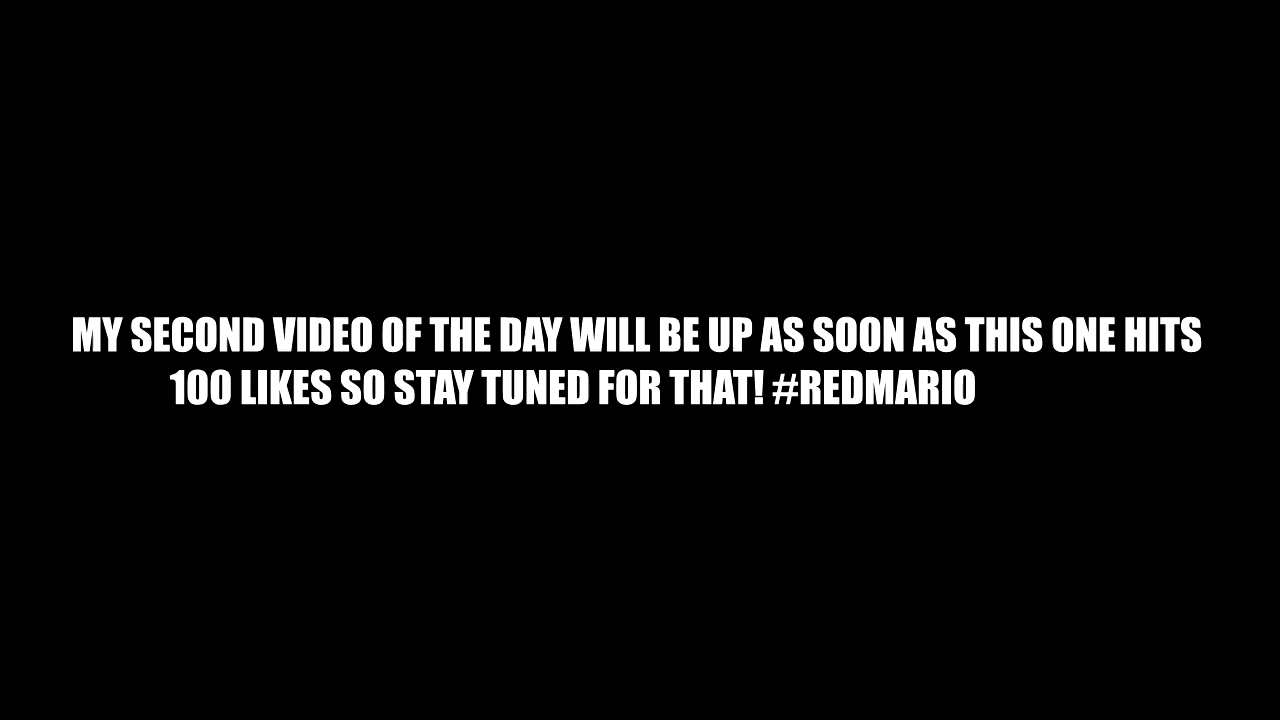 MY SECOND VIDEO OF THE DAY WILL BE UP AS SOON AS THIS ONE HITS
100 LIKES SO STAY TUNED FOR THAT! #REDMARIO